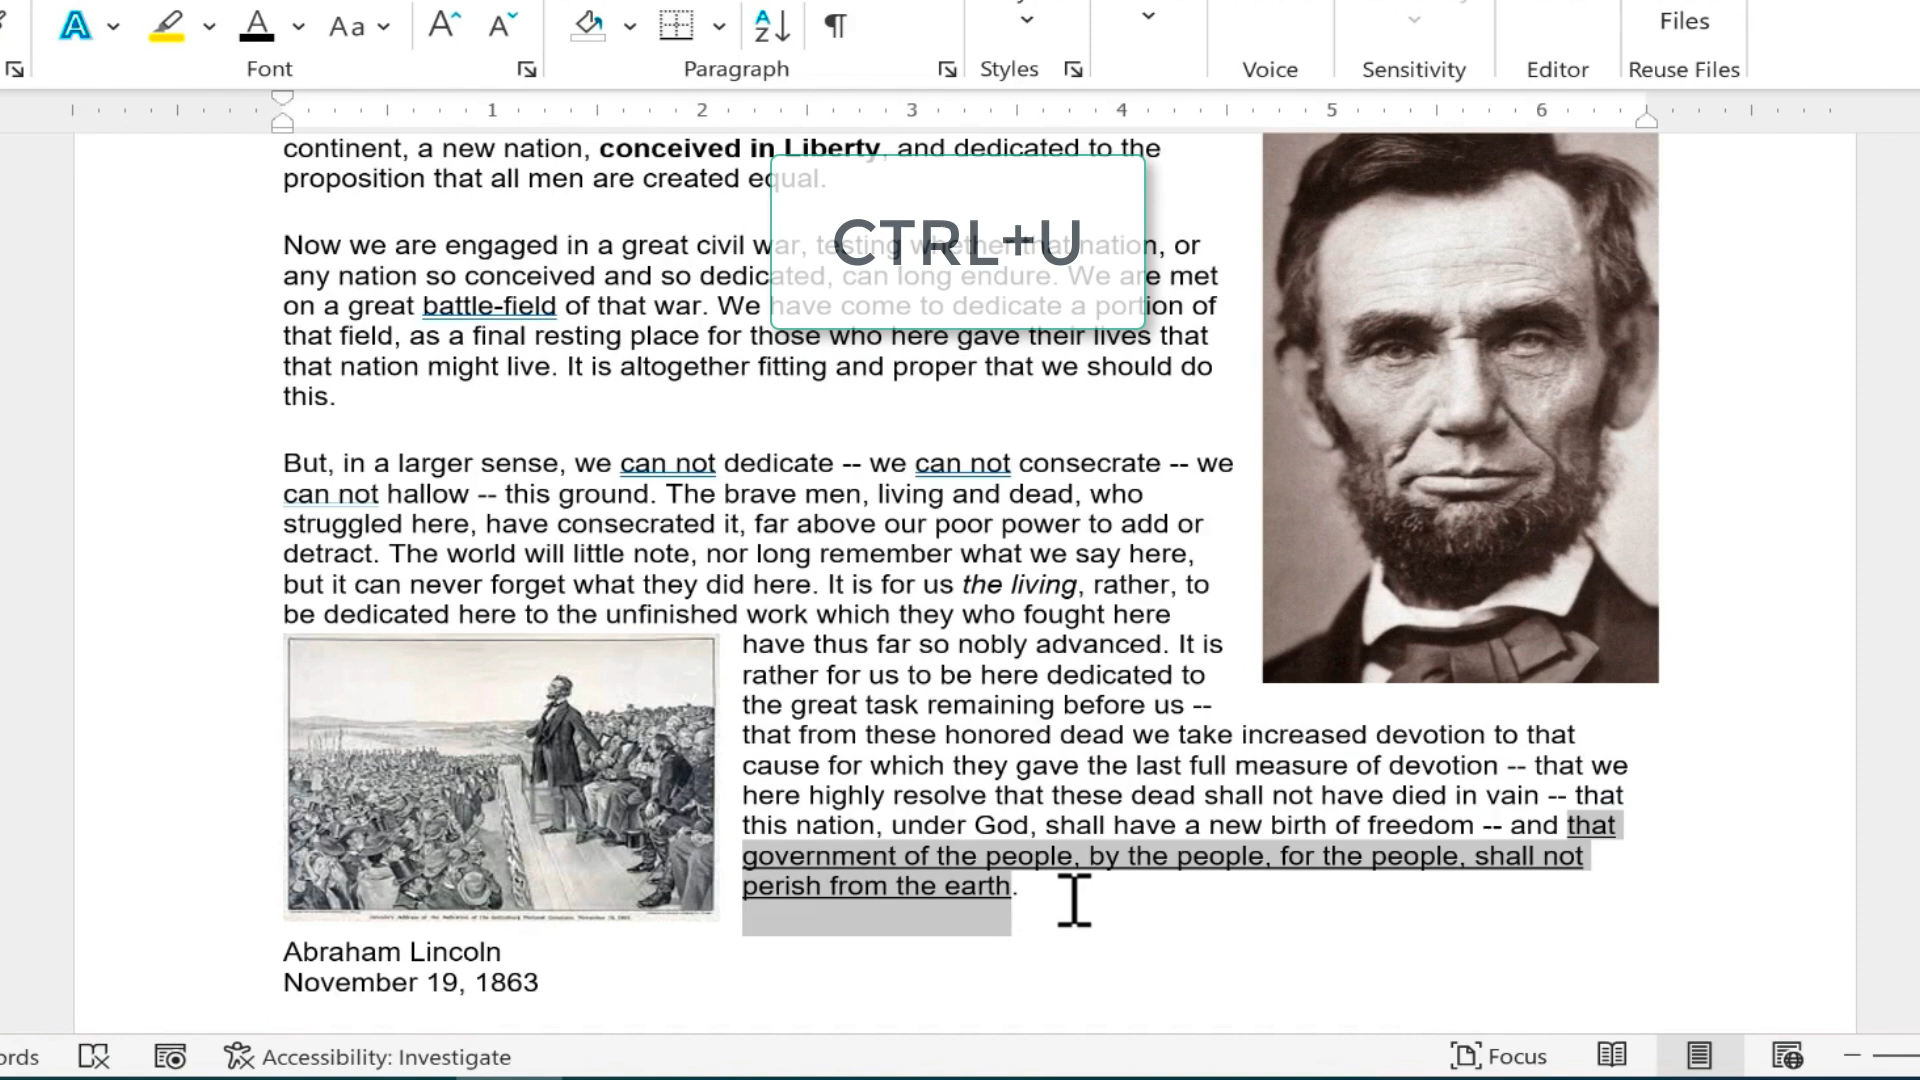 Aa
A
A
A
A
A
Z
¶
Files
Font
Paragraph
Styles
Voice
Sensitivity
Editor
Reuse Files
1 2 3 4 5 6
continent, a new nation, conceived in Liberty, and dedicated to the
proposition that all men are created equal.
CTRL+U
Now we are engaged in a great civil war, testing whether that nation, or
any nation so conceived and so dedicated, can long endure. We are met
on a great battle-field of that war. We have come to dedicate a portion of
that field, as a final resting place for those who here gave their lives that
that nation might live. It is altogether fitting and proper that we should do
this.
But, in a larger sense, we can not dedicate -- we can not consecrate -- we
can not hallow -- this ground. The brave men, living and dead, who
struggled here, have consecrated it, far above our poor power to add or
detract. The world will little note, nor long remember what we say here,
but it can never forget what they did here. It is for us the living, rather, to
be dedicated here to the unfinished work which they who fought here
have thus far so nobly advanced. It is
rather for us to be here dedicated to
the great task remaining before us --
that from these honored dead we take increased devotion to that
cause for which they gave the last full measure of devotion -- that we
here highly resolve that these dead shall not have died in vain -- that
this nation, under God, shall have a new birth of freedom -- and that
government of the people, by the people, for the people, shall not
perish from the earth.
Abraham Lincoln
November 19, 1863
ords
Accessibility: Investigate
Focus